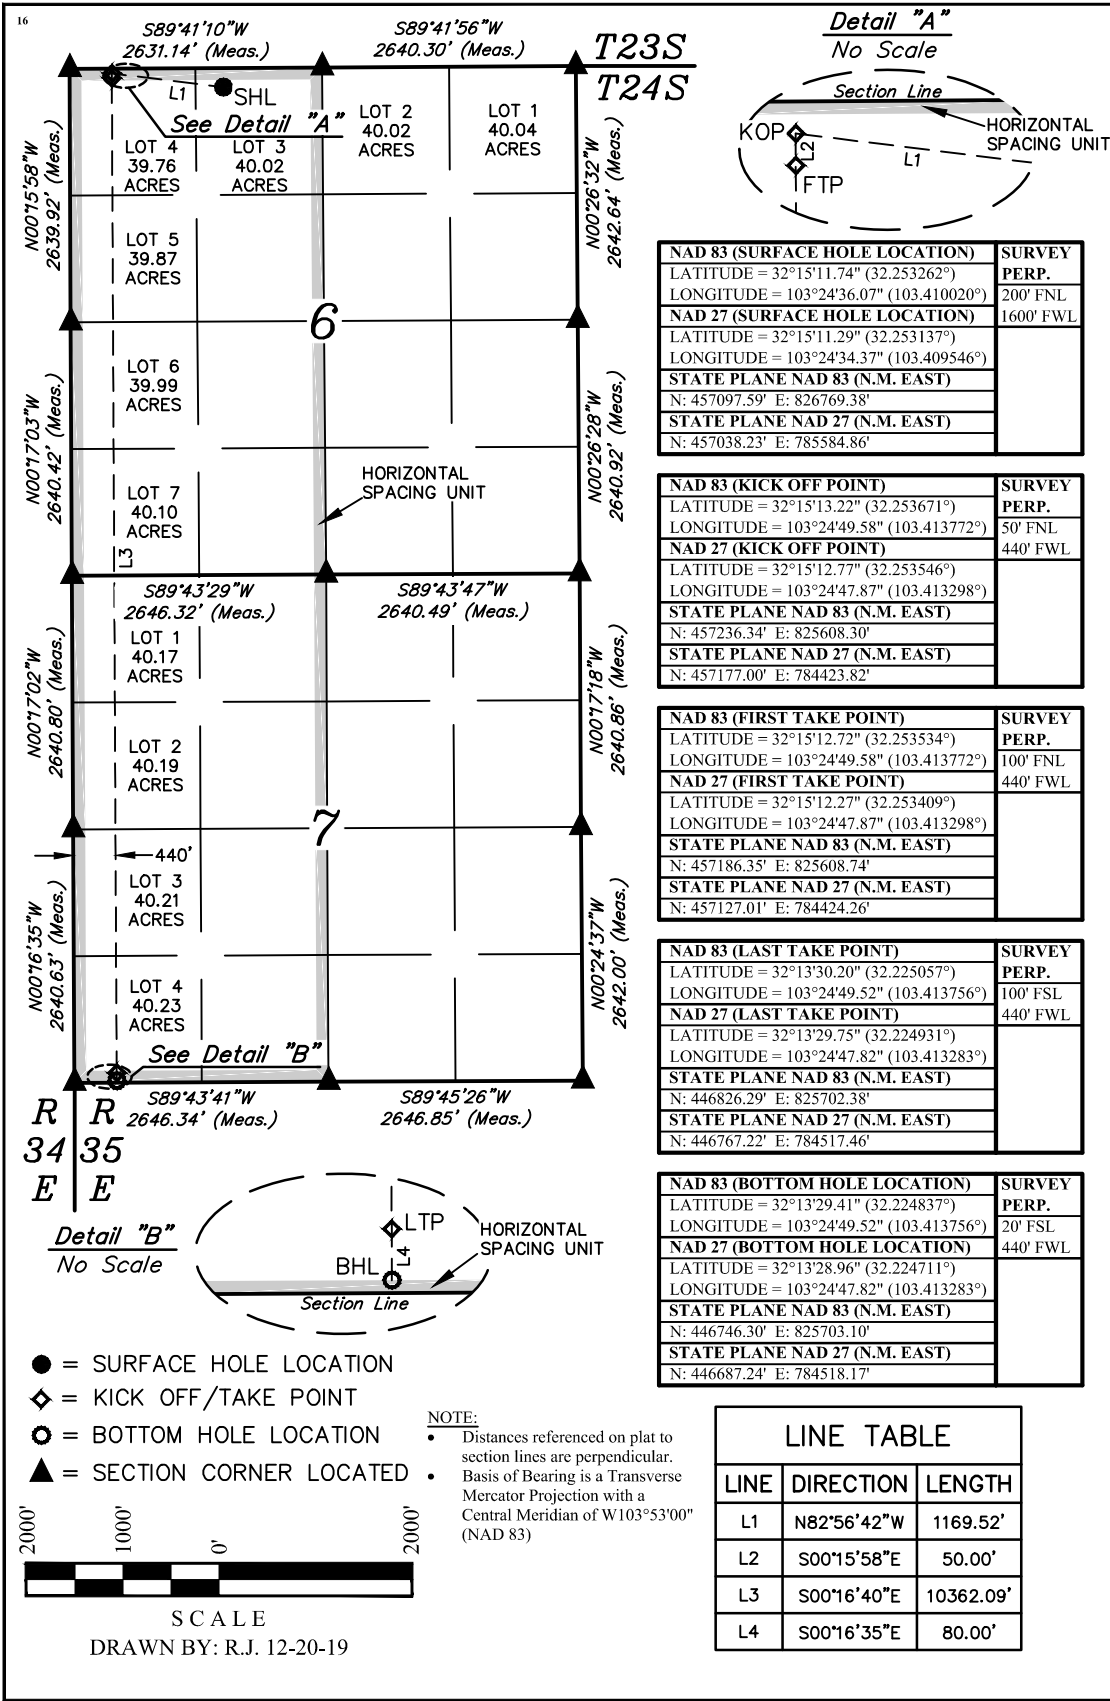 16
S89°41'10"W
2631.14' (Meas.)
S89°41'56"W
2640.30' (Meas.)
T23S
T24S
L1
SHL
See Detail "A"
LOT 4
39.76
ACRES
LOT 3
40.02
ACRES
LOT 2
40.02
ACRES
LOT 1
40.04
ACRES
N00°15'58"W
2639.92' (Meas.)
N00°26'32"W
2642.64' (Meas.)
LOT 5
39.87
ACRES
6
LOT 6
39.99
ACRES
N00°17'03"W
2640.42' (Meas.)
N00°26'28"W
2640.92' (Meas.)
HORIZONTAL
SPACING UNIT
LOT 7
40.10
ACRES
L3
S89°43'29"W
2646.32' (Meas.)
S89°43'47"W
2640.49' (Meas.)
LOT 1
40.17
ACRES
N00°17'02"W
2640.80' (Meas.)
N00°17'18"W
2640.86' (Meas.)
LOT 2
40.19
ACRES
7
440'
LOT 3
40.21
ACRES
N00°16'35"W
2640.63' (Meas.)
N00°24'37"W
2642.00' (Meas.)
LOT 4
40.23
ACRES
See Detail "B"
S89°43'41"W
2646.34' (Meas.)
S89°45'26"W
2646.85' (Meas.)
R R
34 35
E E
Detail "A"
No Scale
Section Line
HORIZONTAL
SPACING UNIT
KOP
L2
L1
FTP
NAD 83 (SURFACE HOLE LOCATION) SURVEY
LATITUDE = 32°15'11.74" (32.253262°) PERP.
LONGITUDE = 103°24'36.07" (103.410020°) 200' FNL
NAD 27 (SURFACE HOLE LOCATION) 1600' FWL
LATITUDE = 32°15'11.29" (32.253137°)
LONGITUDE = 103°24'34.37" (103.409546°)
STATE PLANE NAD 83 (N.M. EAST)
N: 457097.59' E: 826769.38'
STATE PLANE NAD 27 (N.M. EAST)
N: 457038.23' E: 785584.86'
NAD 83 (KICK OFF POINT) SURVEY
LATITUDE = 32°15'13.22" (32.253671°) PERP.
LONGITUDE = 103°24'49.58" (103.413772°) 50' FNL
NAD 27 (KICK OFF POINT) 440' FWL
LATITUDE = 32°15'12.77" (32.253546°)
LONGITUDE = 103°24'47.87" (103.413298°)
STATE PLANE NAD 83 (N.M. EAST)
N: 457236.34' E: 825608.30'
STATE PLANE NAD 27 (N.M. EAST)
N: 457177.00' E: 784423.82'
NAD 83 (FIRST TAKE POINT) SURVEY
LATITUDE = 32°15'12.72" (32.253534°) PERP.
LONGITUDE = 103°24'49.58" (103.413772°) 100' FNL
NAD 27 (FIRST TAKE POINT) 440' FWL
LATITUDE = 32°15'12.27" (32.253409°)
LONGITUDE = 103°24'47.87" (103.413298°)
STATE PLANE NAD 83 (N.M. EAST)
N: 457186.35' E: 825608.74'
STATE PLANE NAD 27 (N.M. EAST)
N: 457127.01' E: 784424.26'
NAD 83 (LAST TAKE POINT) SURVEY
LATITUDE = 32°13'30.20" (32.225057°) PERP.
LONGITUDE = 103°24'49.52" (103.413756°) 100' FSL
NAD 27 (LAST TAKE POINT) 440' FWL
LATITUDE = 32°13'29.75" (32.224931°)
LONGITUDE = 103°24'47.82" (103.413283°)
STATE PLANE NAD 83 (N.M. EAST)
N: 446826.29' E: 825702.38'
STATE PLANE NAD 27 (N.M. EAST)
N: 446767.22' E: 784517.46'
NAD 83 (BOTTOM HOLE LOCATION) SURVEY
LATITUDE = 32°13'29.41" (32.224837°) PERP.
LONGITUDE = 103°24'49.52" (103.413756°) 20' FSL
NAD 27 (BOTTOM HOLE LOCATION) 440' FWL
LATITUDE = 32°13'28.96" (32.224711°)
LONGITUDE = 103°24'47.82" (103.413283°)
STATE PLANE NAD 83 (N.M. EAST)
N: 446746.30' E: 825703.10'
STATE PLANE NAD 27 (N.M. EAST)
N: 446687.24' E: 784518.17'
Detail "B"
No Scale
LTP
HORIZONTAL
SPACING UNIT
BHL
L4
Section Line
= SURFACE HOLE LOCATION
= KICK OFF/TAKE POINT
= BOTTOM HOLE LOCATION
= SECTION CORNER LOCATED
NOTE:
• Distances referenced on plat to
section lines are perpendicular.
• Basis of Bearing is a Transverse
Mercator Projection with a
Central Meridian of W103°53'00"
(NAD 83)
2000' 1000' 0' 2000'
SCALE
DRAWN BY: R.J. 12-20-19
LINE TABLE
LINE DIRECTION LENGTH
L1 N82°56'42"W 1169.52'
L2 S00°15'58"E 50.00'
L3 S00°16'40"E 10362.09'
L4 S00°16'35"E 80.00'